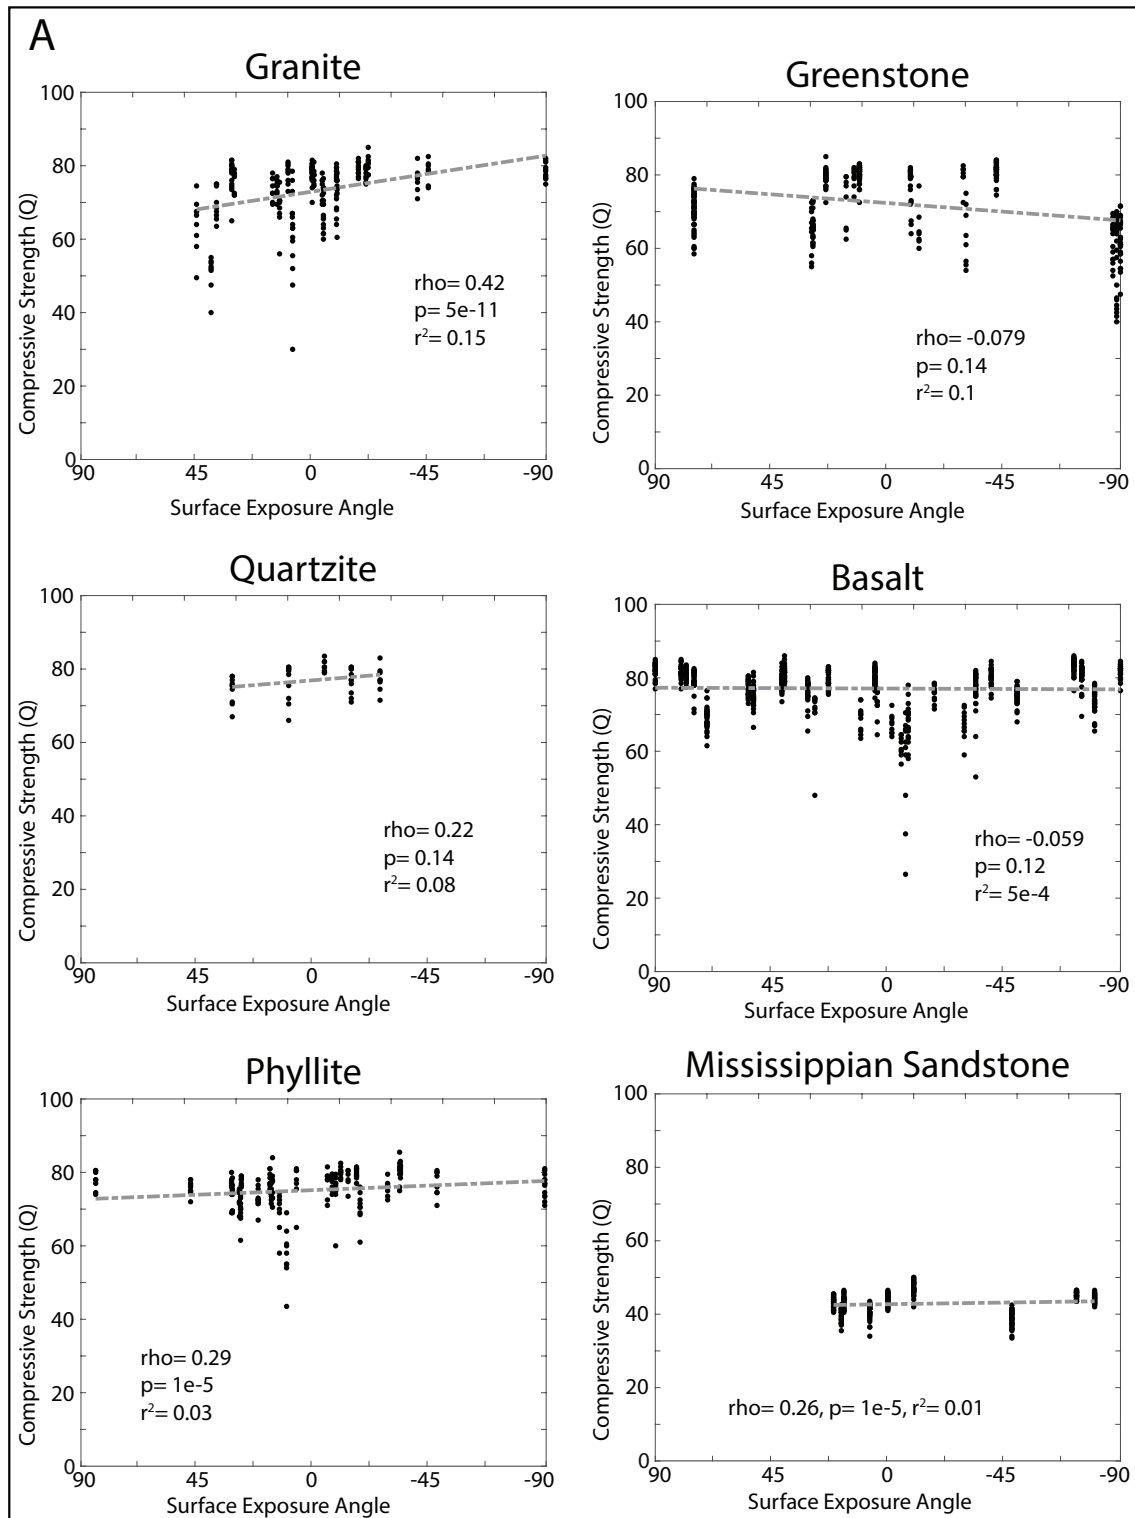 A
Granite
100
80
60
40
20
0
90
45
0
-45
-90
Compressive Strength (Q)
Surface Exposure Angle
rho= 0.42
p= 5e-11
r²= 0.15
Greenstone
100
80
60
40
20
0
90
45
0
-45
-90
Compressive Strength (Q)
Surface Exposure Angle
rho= -0.079
p= 0.14
r²= 0.1
Quartzite
100
80
60
40
20
0
90
45
0
-45
-90
Compressive Strength (Q)
Surface Exposure Angle
rho= 0.22
p= 0.14
r²= 0.08
Basalt
100
80
60
40
20
0
90
45
0
-45
-90
Compressive Strength (Q)
Surface Exposure Angle
rho= -0.059
p= 0.12
r²= 5e-4
Phyllite
100
80
60
40
20
0
90
45
0
-45
-90
Compressive Strength (Q)
Surface Exposure Angle
rho= 0.29
p= 1e-5
r²= 0.03
Mississippian Sandstone
100
80
60
40
20
0
90
45
0
-45
-90
Compressive Strength (Q)
Surface Exposure Angle
rho= 0.26, p= 1e-5, r²= 0.01